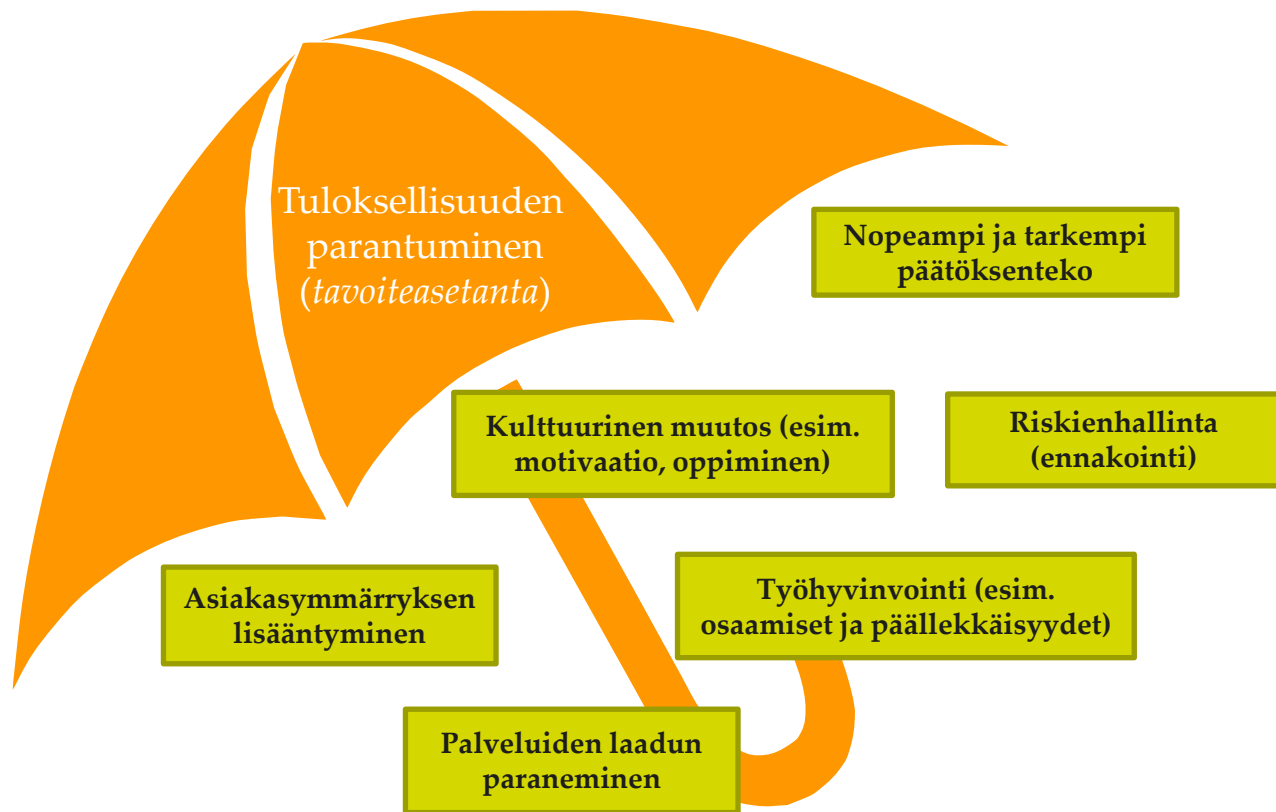 Tuloksellisuuden
parantuminen
(tavoiteasetanta)
Nopeampi ja tarkempi
päätöksenteko
Kulttuurinen muutos (esim.
motivaatio, oppiminen)
Riskienhallinta
(ennakointi)
Asiakasymmärryksen
lisääntyminen
Työhyvinvointi (esim.
osaamiset ja päällekkäisyydet)
Palveluiden laadun
paraneminen